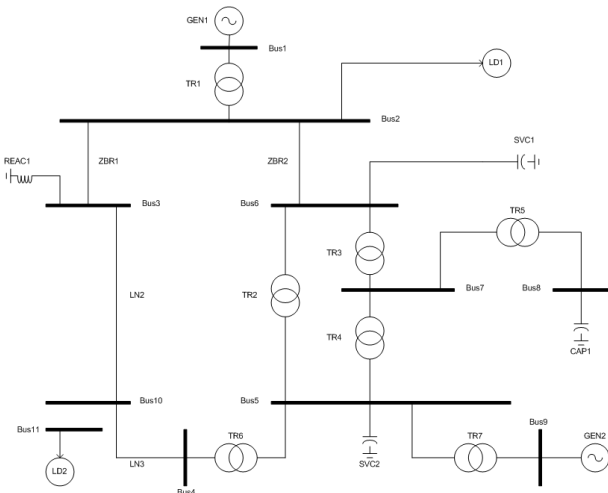 GEN1
Bus1
TR1
LD1
Bus2
SVC1
REAC1
ZBR1
ZBR2
Bus3
Bus6
TR5
TR3
Bus7
Bus8
LN2
TR2
TR4
CAP1
Bus10
Bus5
Bus11
Bus9
TR6
TR7
GEN2
LD2
LN3
SVC2
Bus4